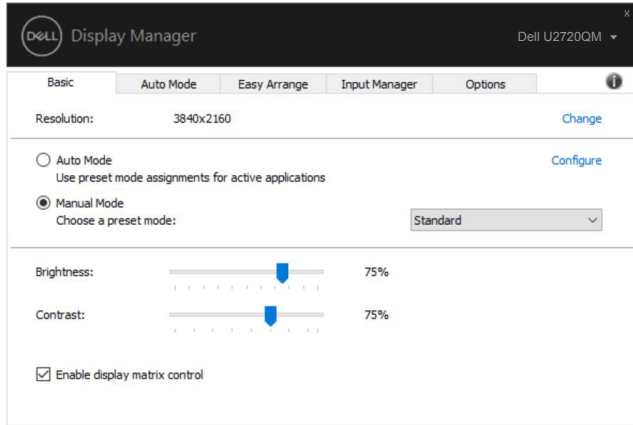 x
DELL Display Manager
Dell U2720QM
Basic Auto Mode Easy Arrange Input Manager Options i
Resolution: 3840x2160 Change
Auto Mode Configure
Use preset mode assignments for active applications
Manual Mode
Choose a preset mode: Standard
Brightness: 75%
Contrast: 75%
Enable display matrix control